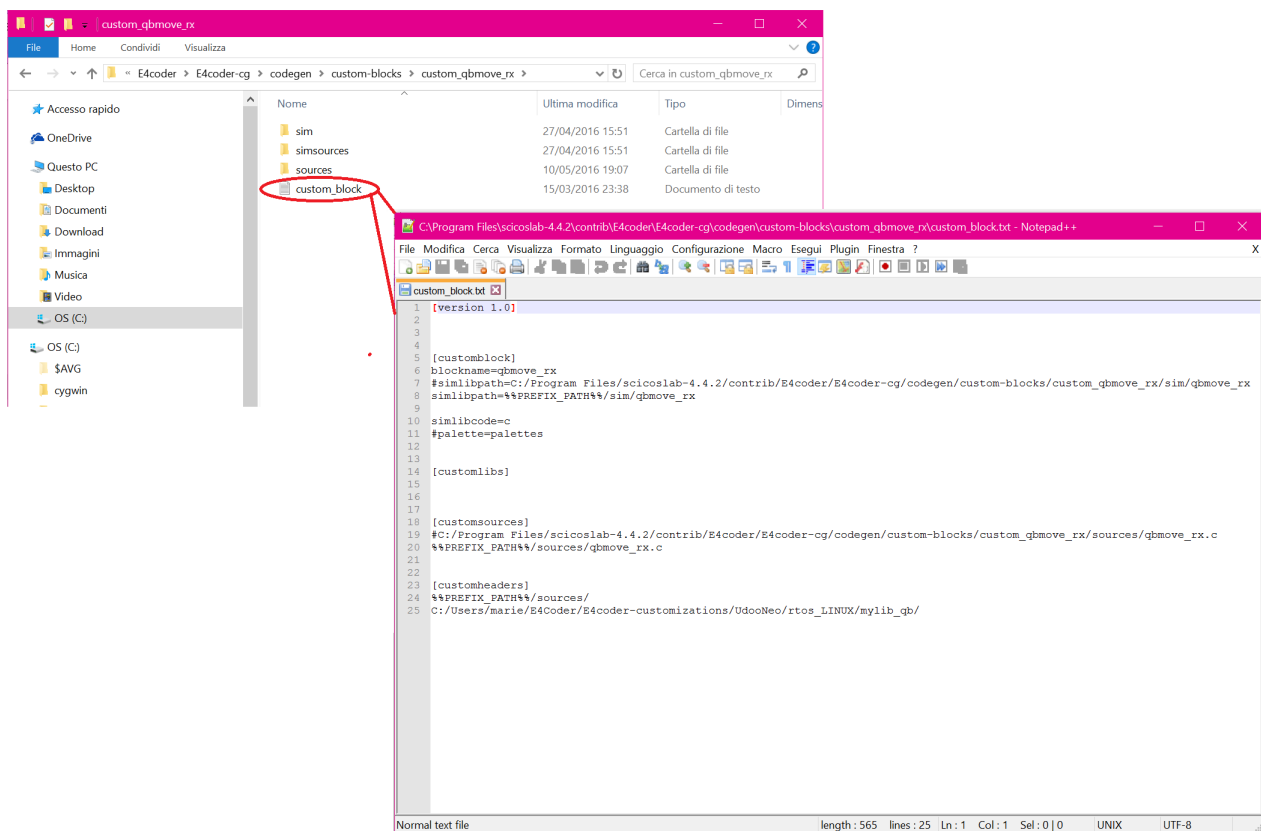 custom_qbmove_rx
File Home Condividi Visualizza
« E4coder > E4coder-cg > codegen > custom-blocks > custom_qbmove_rx >
Cerca in custom_qbmove_rx
Nome Ultima modifica Tipo Dimens
Accesso rapido
OneDrive
Questo PC
Desktop
Documenti
Download
Immagini
Musica
Video
OS (C:)
OS (C:)
$AVG
cygwin
sim 27/04/2016 15:51 Cartella di file
simsources 27/04/2016 15:51 Cartella di file
sources 10/05/2016 19:07 Cartella di file
custom_block 15/03/2016 23:38 Documento di testo
C:\Program Files\scicoslab-4.4.2\contrib\E4coder\E4coder-cg\codegen\custom-blocks\custom_qbmove_rx\custom_block.txt - Notepad++
File Modifica Cerca Visualizza Formato Linguaggio Configurazione Macro Esegui Plugin Finestra ? X
custom_block.txt
1 [version 1.0]
2
3
4
5 [customblock]
6 blockname=qbmove_rx
7 #simlibpath=C:/Program Files/scicoslab-4.4.2/contrib/E4coder/E4coder-cg/codegen/custom-blocks/custom_qbmove_rx/sim/qbmove_rx
8 simlibpath=%%PREFIX_PATH%%/sim/qbmove_rx
9
10 simlibcode=c
11 #palette=palettes
12
13
14 [customlibs]
15
16
17
18 [customsources]
19 #C:/Program Files/scicoslab-4.4.2/contrib/E4coder/E4coder-cg/codegen/custom-blocks/custom_qbmove_rx/sources/qbmove_rx.c
20 %%PREFIX_PATH%%/sources/qbmove_rx.c
21
22
23 [customheaders]
24 %%PREFIX_PATH%%/sources/
25 C:/Users/marie/E4Coder/E4coder-customizations/UdooNeo/rtos_LINUX/mylib_qb/
Normal text file length : 565 lines : 25 Ln : 1 Col : 1 Sel : 0 | 0 UNIX UTF-8